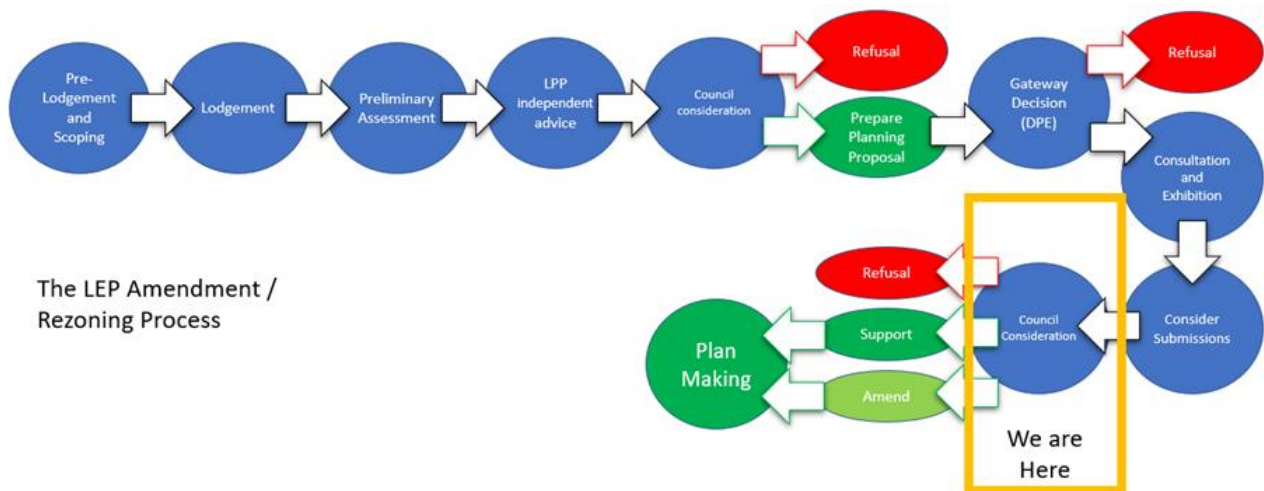 Pre-
Lodgement
and
Scoping
Lodgement
Preliminary
Assessment
LPP
independent
advice
Council
consideration
Refusal
Prepare
Planning
Proposal
Gateway
Decision
(DPE)
Refusal
Consultation
and
Exhibition
Consider
Submissions
Council
Consideration
Refusal
Support
Amend
Plan
Making
We are
Here
The LEP Amendment /
Rezoning Process